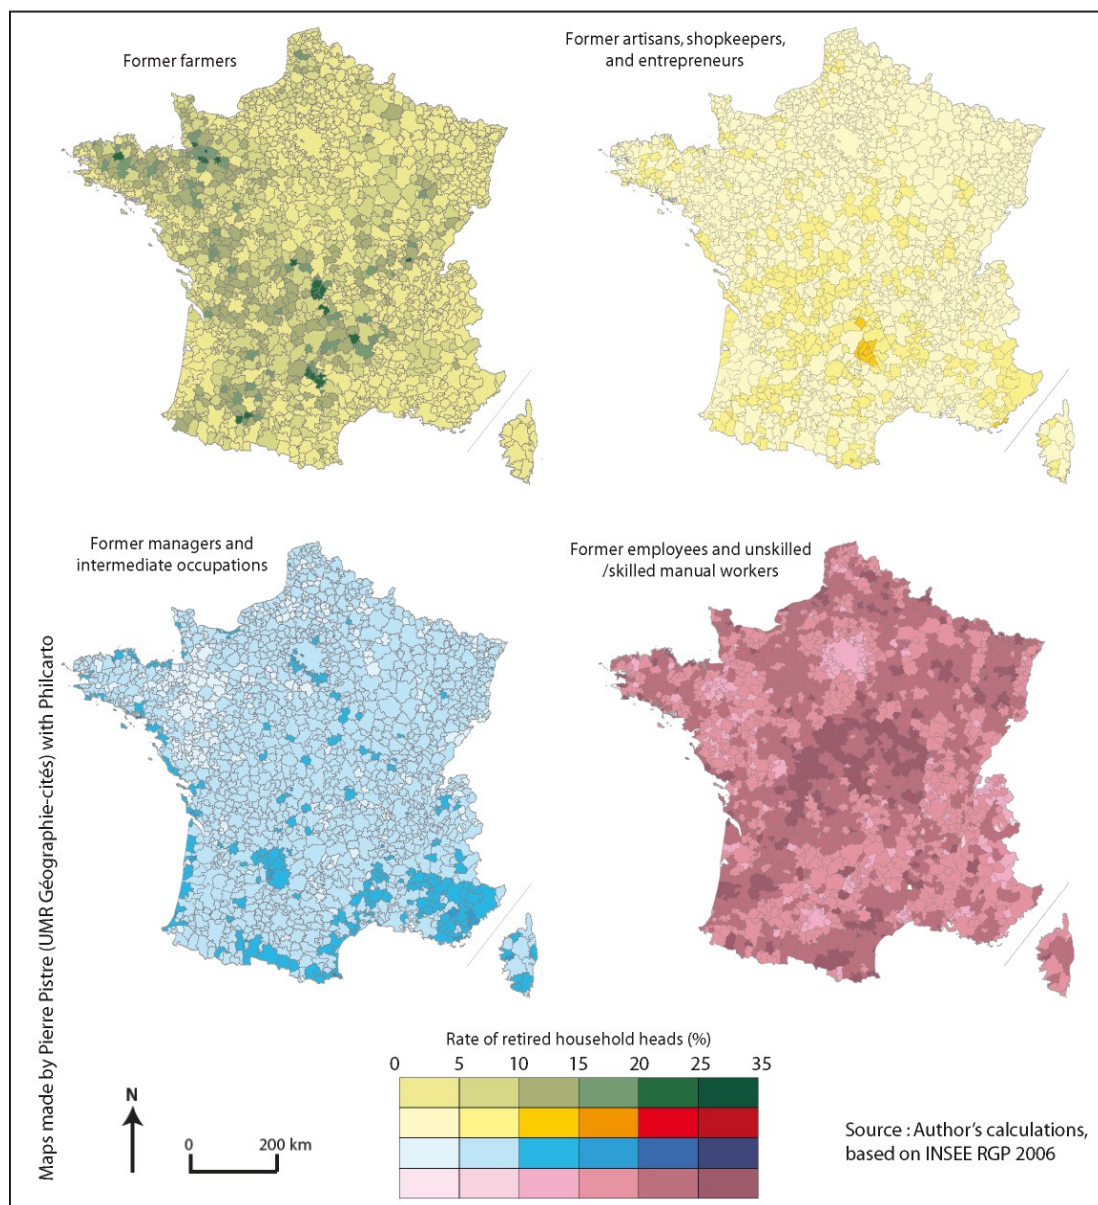 Former farmers
Former artisans, shopkeepers,
and entrepreneurs
Former managers and
intermediate occupations
Former employees and unskilled
/skilled manual workers
Maps made by Pierre Pistre (UMR Géographie-cités) with Philcarto
Rate of retired household heads (%)
0 5 10 15 20 25 35
N
0 200 km
Source : Author's calculations,
based on INSEE RGP 2006